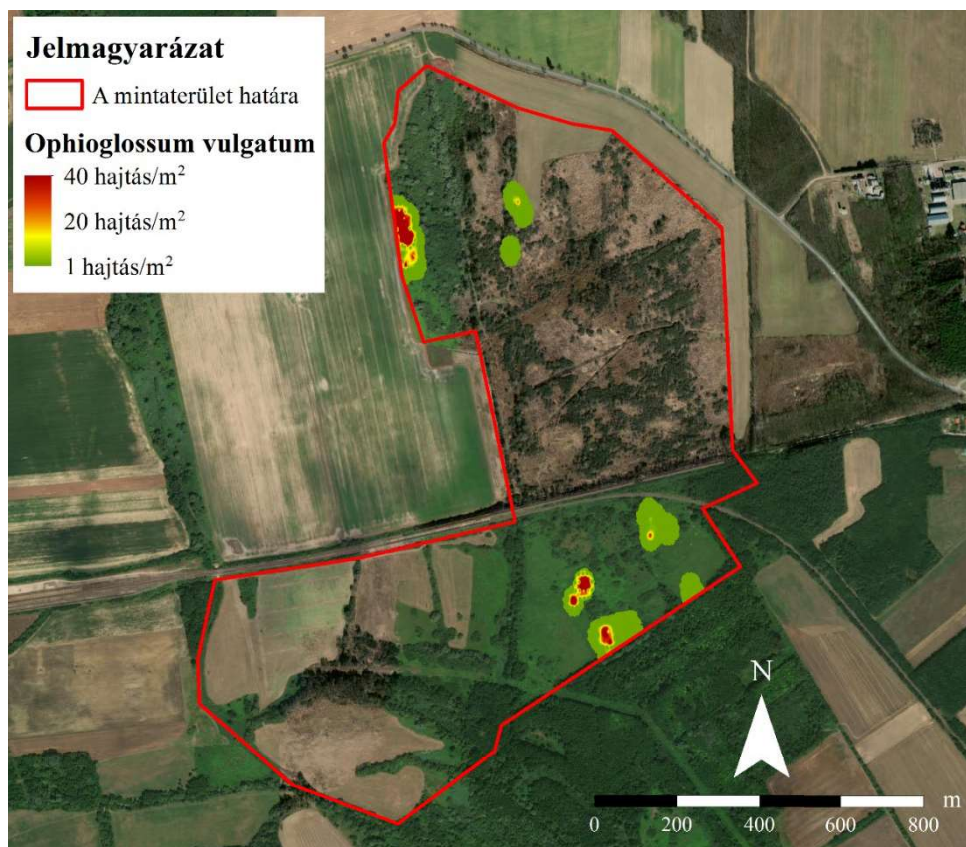 Jelmagyarázat
A mintaterület határa
Ophioglossum vulgatum
40 hajtás/m²
20 hajtás/m²
1 hajtás/m²
N
m
0 200 400 600 800